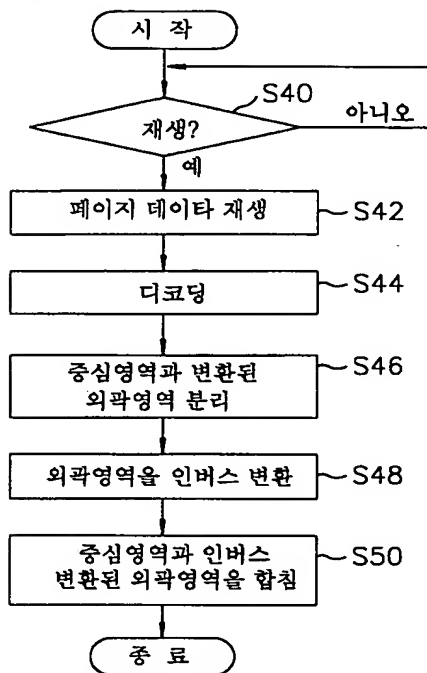 시 작
S40
재생?
아니오
예
페이지 데이타 재생
S42
디코딩
S44
중심영역과 변환된
외곽영역 분리
S46
외곽영역을 인버스 변환
S48
중심영역과 인버스
변환된 외곽영역을 합침
S50
종 료